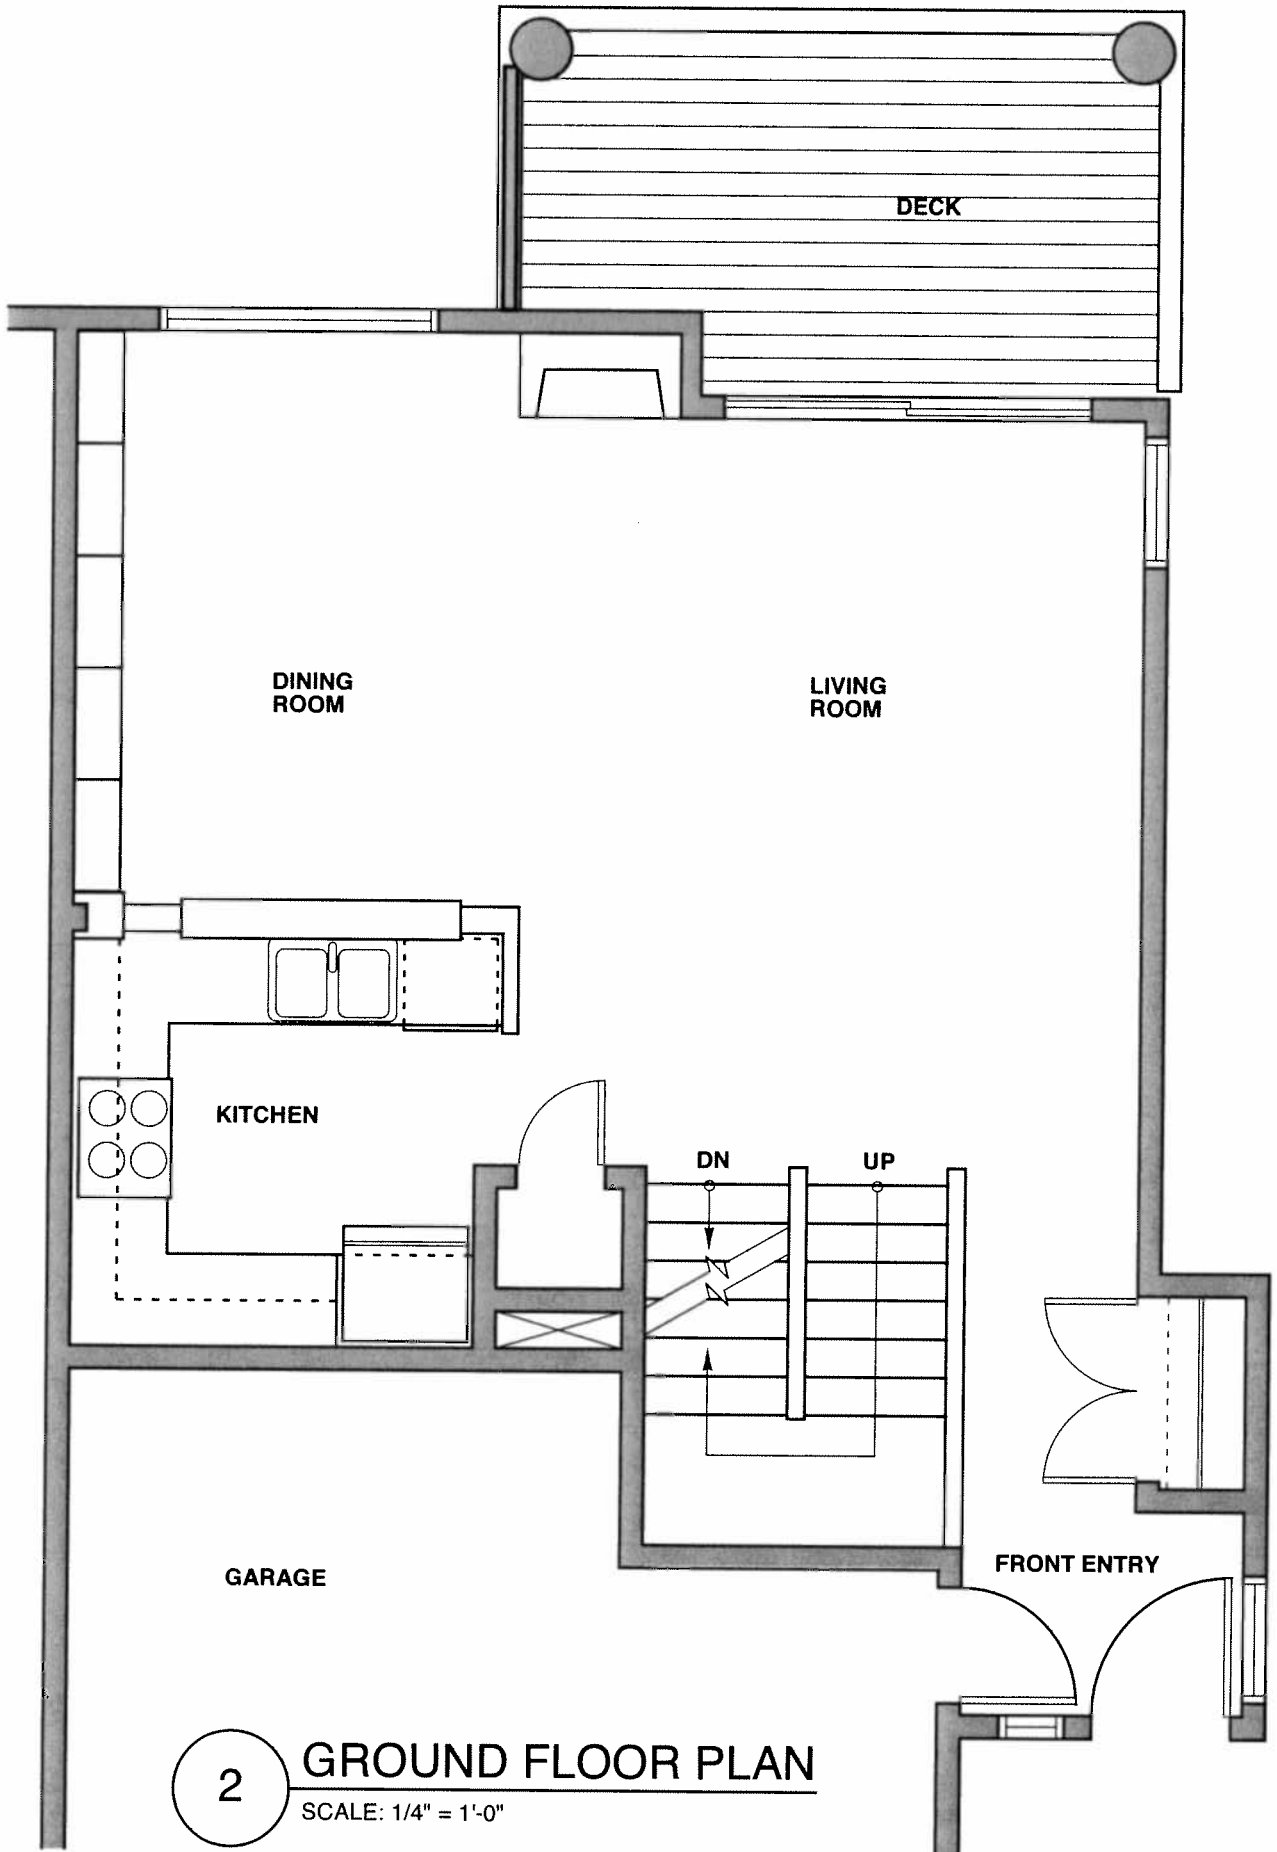 DECK
DINING
ROOM
LIVING
ROOM
KITCHEN
DN
UP
GARAGE
FRONT ENTRY
2
GROUND FLOOR PLAN
SCALE: 1/4" = 1'-0"